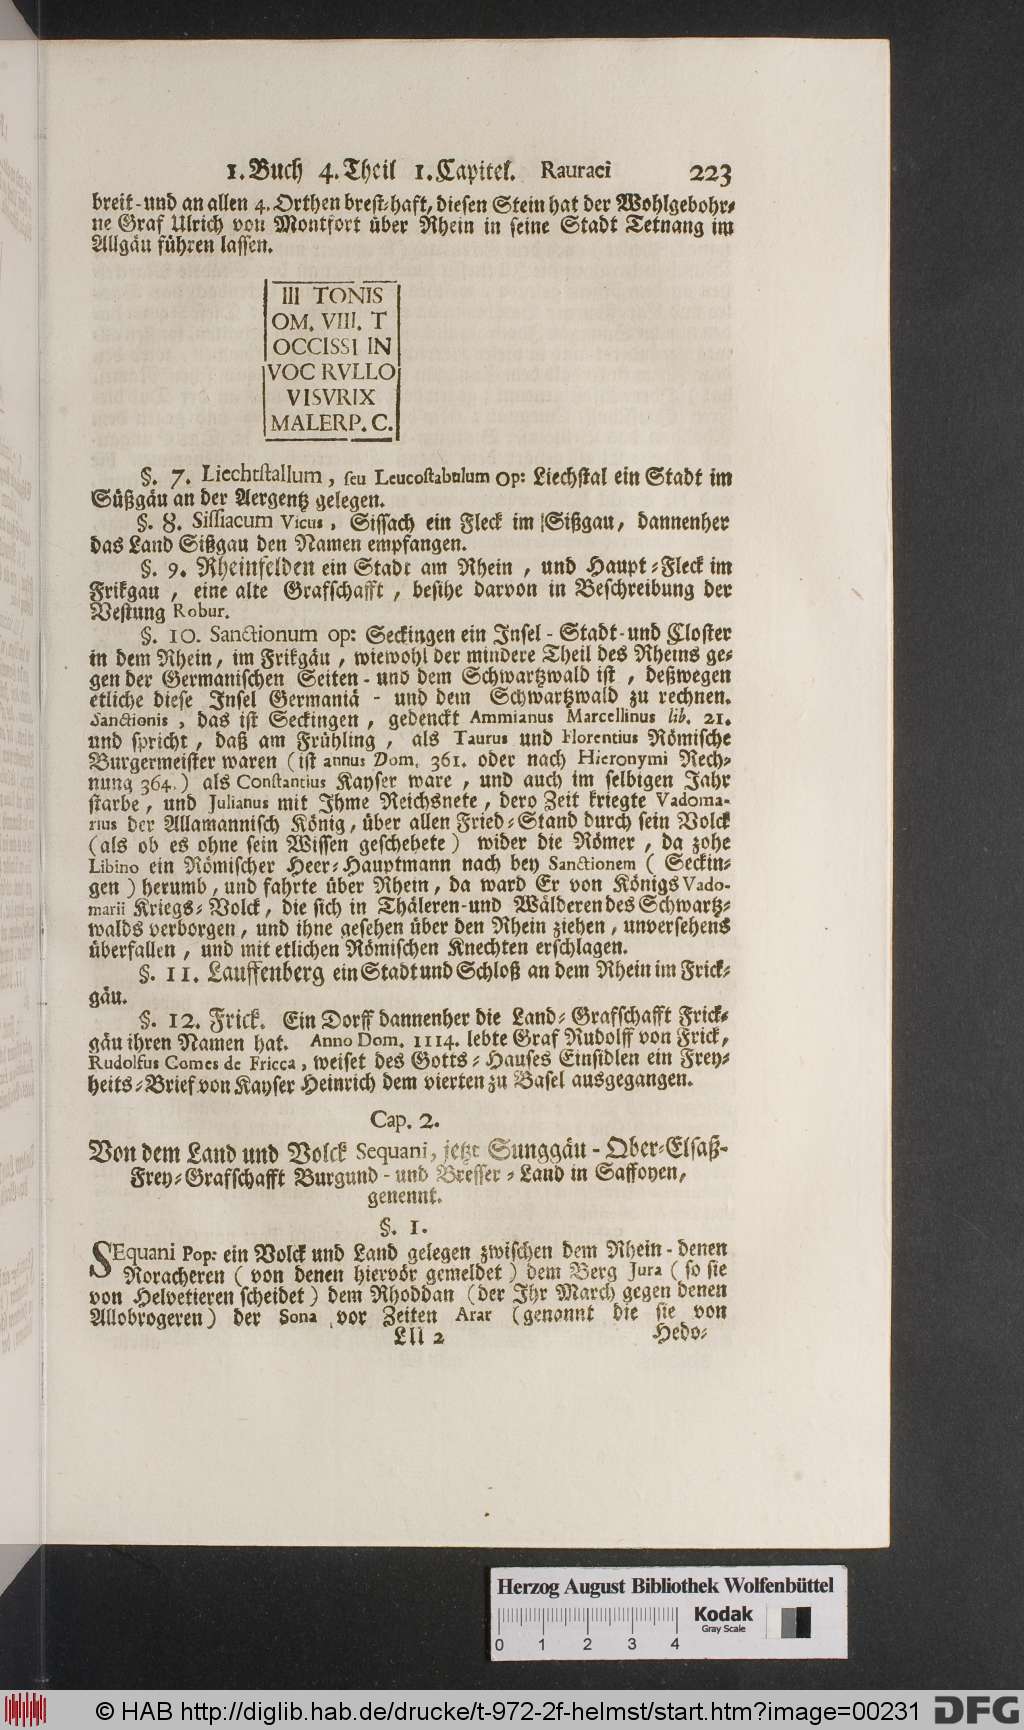 1. Buch 4. Theil 1. Capitel. Rauraci 223
breit-und an allen 4. Orthen brest-haft, diesen Stein hat der Wohlgebohr-
ne Graf Ulrich von Montfort über Rhein in seine Stadt Tetnang im
Allgäu führen lassen.
III TONIS
OM. VIII. T
OCCISSI IN
VOC RVLLO
VISVRIX
MALERP. C.
§. 7. Liechtstallum, seu Leucostabulum Op: Liechstal ein Stadt im
Süßgäu an der Aergentz gelegen.
§. 8. Sissiacum Vicus, Sissach ein Fleck im Sißgau, dannenher
das Land Sißgau den Namen empfangen.
§. 9. Rheinfelden ein Stadt am Rhein, und Haupt-Fleck im
Frikgau, eine alte Grafschafft, besihe darvon in Beschreibung der
Vestung Robur.
§. 10. Sanctionum op: Seckingen ein Insel-Stadt-und Closter
in dem Rhein, im Frikgäu, wiewohl der mindere Theil des Rheins ge-
gen der Germanischen Seiten-und dem Schwartzwald ist, deßwegen
etliche diese Insel Germaniä-und dem Schwartzwald zu rechnen.
Sanctionis, das ist Seckingen, gedenckt Ammianus Marcellinus lib. 21.
und spricht, daß am Frühling, als Taurus und Florentius Römische
Burgermeister waren (ist annus Dom. 361. oder nach Hieronymi Rech-
nung 364.) als Constantius Kayser ware, und auch im selbigen Jahr
starbe, und Julianus mit Ihme Reichsnete, dero Zeit kriegte Vadoma-
rius der Allamannisch König, über allen Fried-Stand durch sein Volck
(als ob es ohne sein Wissen geschehete) wider die Römer, da zohe
Libino ein Römischer Heer-Hauptmann nach bey Sanctionem (Seckin-
gen) herumb, und fahrte über Rhein, da ward Er von Königs Vado-
marii Kriegs-Volck, die sich in Thäleren-und Wälderen des Schwartz-
walds verborgen, und ihne gesehen über den Rhein ziehen, unversehens
überfallen, und mit etlichen Römischen Knechten erschlagen.
§. 11. Lauffenberg ein Stadt und Schloß an dem Rhein im Frick-
gäu.
§. 12. Frick. Ein Dorff dannenher die Land-Grafschafft Frick-
gäu ihren Namen hat. Anno Dom. 1114. lebte Graf Rudolff von Frick,
Rudolfus Comes de Fricca, weiset des Gotts-Hauses Einsidlen ein Frey-
heits-Brief von Kayser Heinrich dem vierten zu Basel ausgegangen.
Cap. 2.
Von dem Land und Volck Sequani, jetzt Sunggäu-Ober-Elsaß-
Frey-Grafschafft Burgund-und Bresser-Land in Saffoyen,
genennt.
§. 1.
SEquani Pop: ein Volck und Land gelegen zwischen dem Rhein-denen
Noracheren (von denen hiervör gemeldet) dem Berg Jura (so sie
von Helvetieren scheidet) dem Rhoddan (der Ihr March gegen denen
Allobrogeren) der Sona vor Zeiten Arar (genannt die sie von
Lll 2 Hedo-
Herzog August Bibliothek Wolfenbüttel
0 1 2 3 4
Kodak
Gray Scale
© HAB http://diglib.hab.de/drucke/t-972-2f-helmst/start.htm?image=00231 DFG